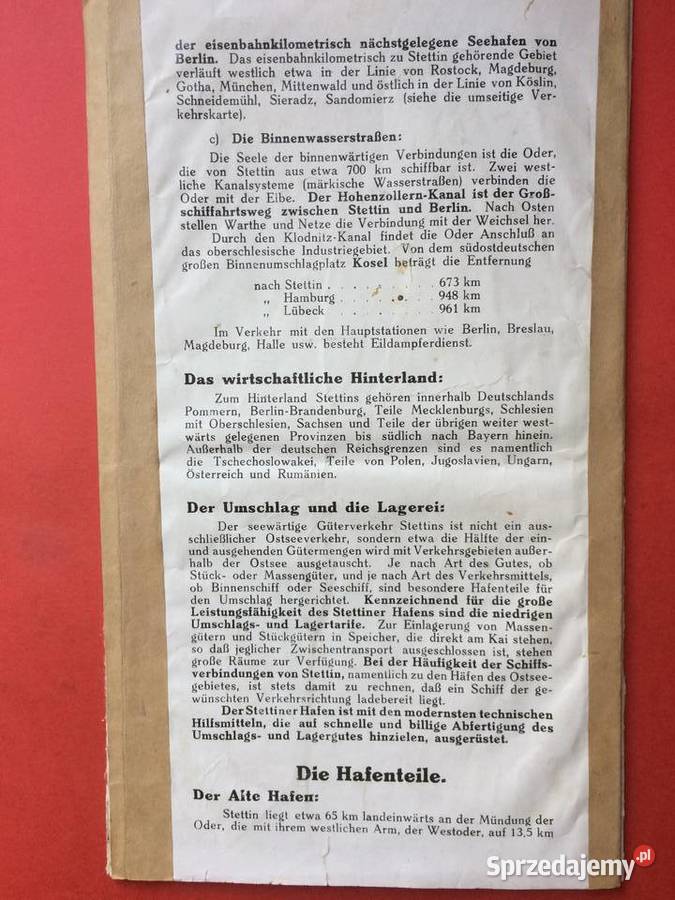 der eisenbahnkilometrisch nächstgelegene Seehafen von
Berlin. Das eisenbahnkilometrisch zu Stettin gehörende Gebiet
verläuft westlich etwa in der Linie von Rostock, Magdeburg,
Gotha, München, Mittenwald und östlich in der Linie von Köslin,
Schneidemühl, Sieradz, Sandomierz (siehe die umseitige Ver-
kehrskarte).
c) Die Binnenwasserstraßen:
Die Seele der binnenwärtigen Verbindungen ist die Oder,
die von Stettin aus etwa 700 km schiffbar ist. Zwei west-
liche Kanalsysteme (märkische Wasserstraßen) verbinden die
Oder mit der Elbe. Der Hohenzollern-Kanal ist der Groß-
schiffahrtsweg zwischen Stettin und Berlin. Nach Osten
stellen Warthe und Netze die Verbindung mit der Weichsel her.
Durch den Klodnitz-Kanal findet die Oder Anschluß an
das oberschlesische Industriegebiet. Von dem südostdeutschen
großen Binnenumschlagplatz Kosel beträgt die Entfernung
nach Stettin . . . . . . . 673 km
„ Hamburg . . . . . . 948 km
„ Lübeck . . . . . . . 961 km
Im Verkehr mit den Hauptstationen wie Berlin, Breslau,
Magdeburg, Halle usw. besteht Eildampferdienst.
Das wirtschaftliche Hinterland:
Zum Hinterland Stettins gehören innerhalb Deutschlands
Pommern, Berlin-Brandenburg, Teile Mecklenburgs, Schlesien
mit Oberschlesien, Sachsen und Teile der übrigen weiter west-
wärts gelegenen Provinzen bis südlich nach Bayern hinein.
Außerhalb der deutschen Reichsgrenzen sind es namentlich
die Tschechoslowakei, Teile von Polen, Jugoslavien, Ungarn,
Österreich und Rumänien.
Der Umschlag und die Lagerei:
Der seewärtige Güterverkehr Stettins ist nicht ein aus-
schließlicher Ostseeverkehr, sondern etwa die Hälfte der ein-
und ausgehenden Gütermengen wird mit Verkehrsgebieten außer-
halb der Ostsee ausgetauscht. Je nach Art des Gutes, ob
Stück- oder Massengüter, und je nach Art des Verkehrsmittels,
ob Binnenschiff oder Seeschiff, sind besondere Hafenteile für
den Umschlag hergerichtet. Kennzeichnend für die große
Leistungsfähigkeit des Stettiner Hafens sind die niedrigen
Umschlags- und Lagertarife. Zur Einlagerung von Massen-
gütern und Stückgütern in Speicher, die direkt am Kai stehen,
so daß jeglicher Zwischentransport ausgeschlossen ist, stehen
große Räume zur Verfügung. Bei der Häufigkeit der Schiffs-
verbindungen von Stettin, namentlich zu den Häfen des Ostsee-
gebietes, ist stets damit zu rechnen, daß ein Schiff der ge-
wünschten Verkehrsrichtung ladebereit liegt.
Der Stettiner Hafen ist mit den modernsten technischen
Hilfsmitteln, die auf schnelle und billige Abfertigung des
Umschlags- und Lagergutes hinzielen, ausgerüstet.
Die Hafenteile.
Der Alte Hafen:
Stettin liegt etwa 65 km landeinwärts an der Mündung der
Oder, die mit ihrem westlichen Arm, der Westoder, auf 13,5 km
Sprzedajemy.pl